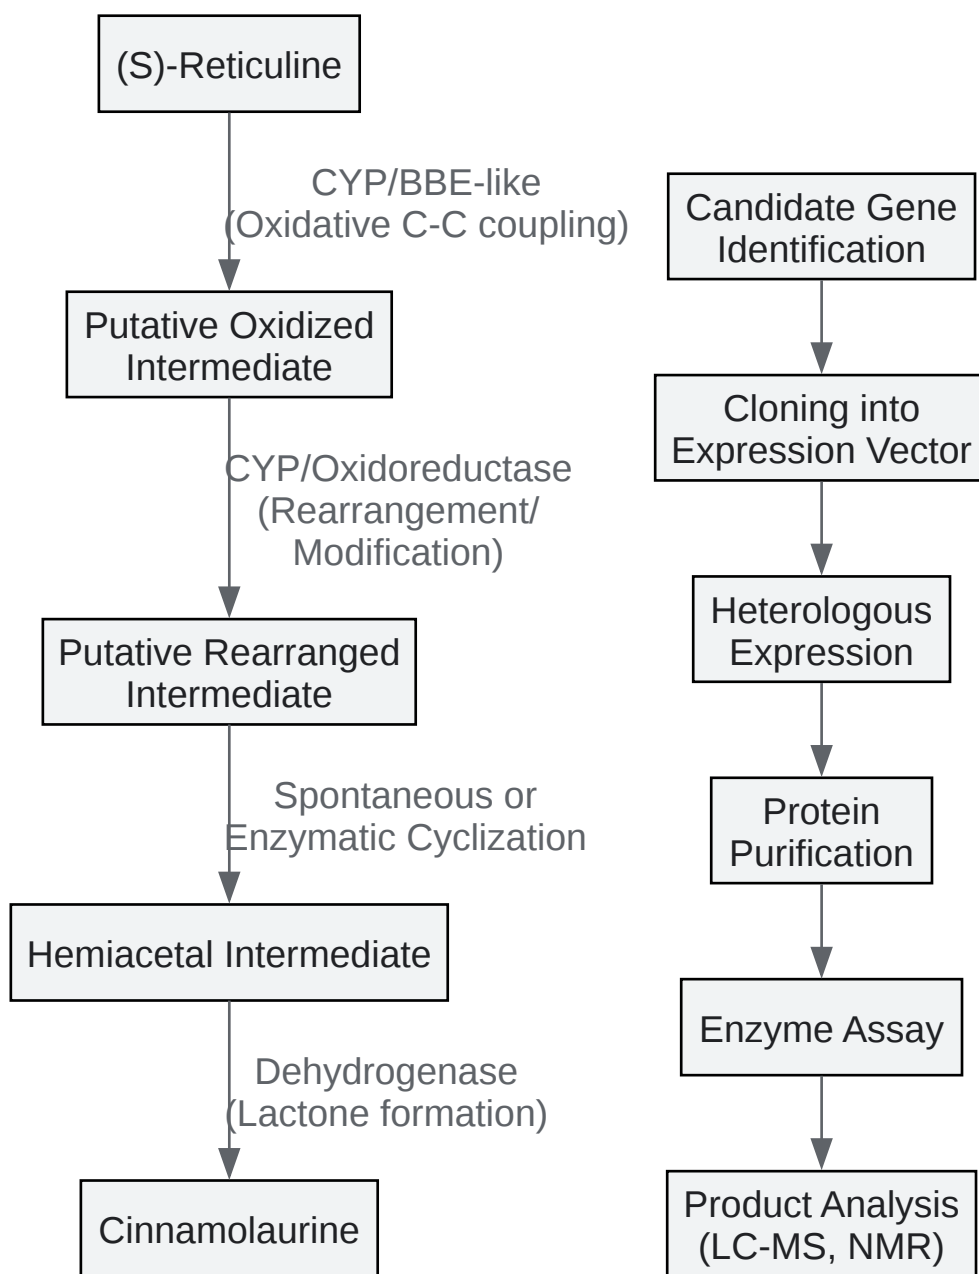 (S)-Reticuline
CYP/BBE-like
(Oxidative C-C coupling)
Putative Oxidized
Intermediate
CYP/Oxidoreductase
(Rearrangement/
Modification)
Putative Rearranged
Intermediate
Spontaneous or
Enzymatic Cyclization
Hemiacetal Intermediate
Dehydrogenase
(Lactone formation)
Cinnamolaurine
Candidate Gene
Identification
Cloning into
Expression Vector
Heterologous
Expression
Protein
Purification
Enzyme Assay
Product Analysis
(LC-MS, NMR)